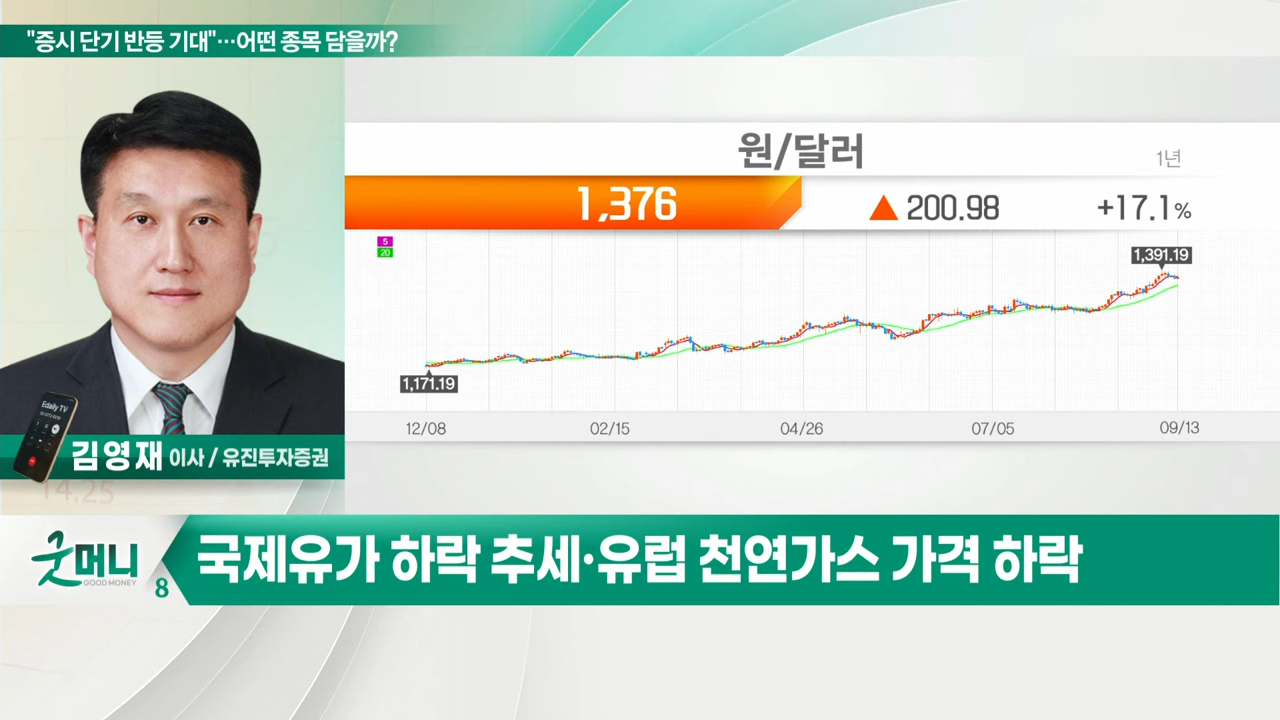 "증시 단기 반등 기대"…어떤 종목 담을까?
원/달러
1년
1,376
▲ 200.98
+17.1%
5
20
1,391.19
1,171.19
12/08
02/15
04/26
07/05
09/13
Edaily TV
김영재 이사 / 유진투자증권
14.25
굿머니
GOOD MONEY
8
국제유가 하락 추세·유럽 천연가스 가격 하락